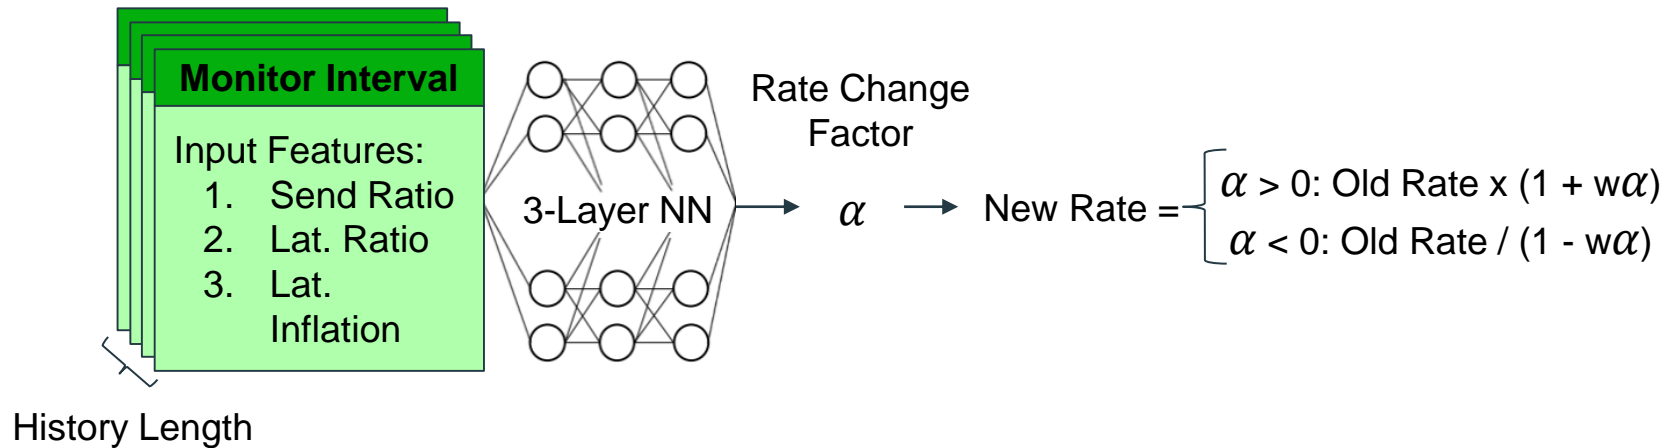 Monitor Interval
Input Features:
1. Send Ratio
2. Lat. Ratio
3. Lat.
Inflation
History Length
3-Layer NN
Rate Change
Factor
𝛼
New Rate =
𝛼 > 0: Old Rate x (1 + w𝛼)
𝛼 < 0: Old Rate / (1 - w𝛼)